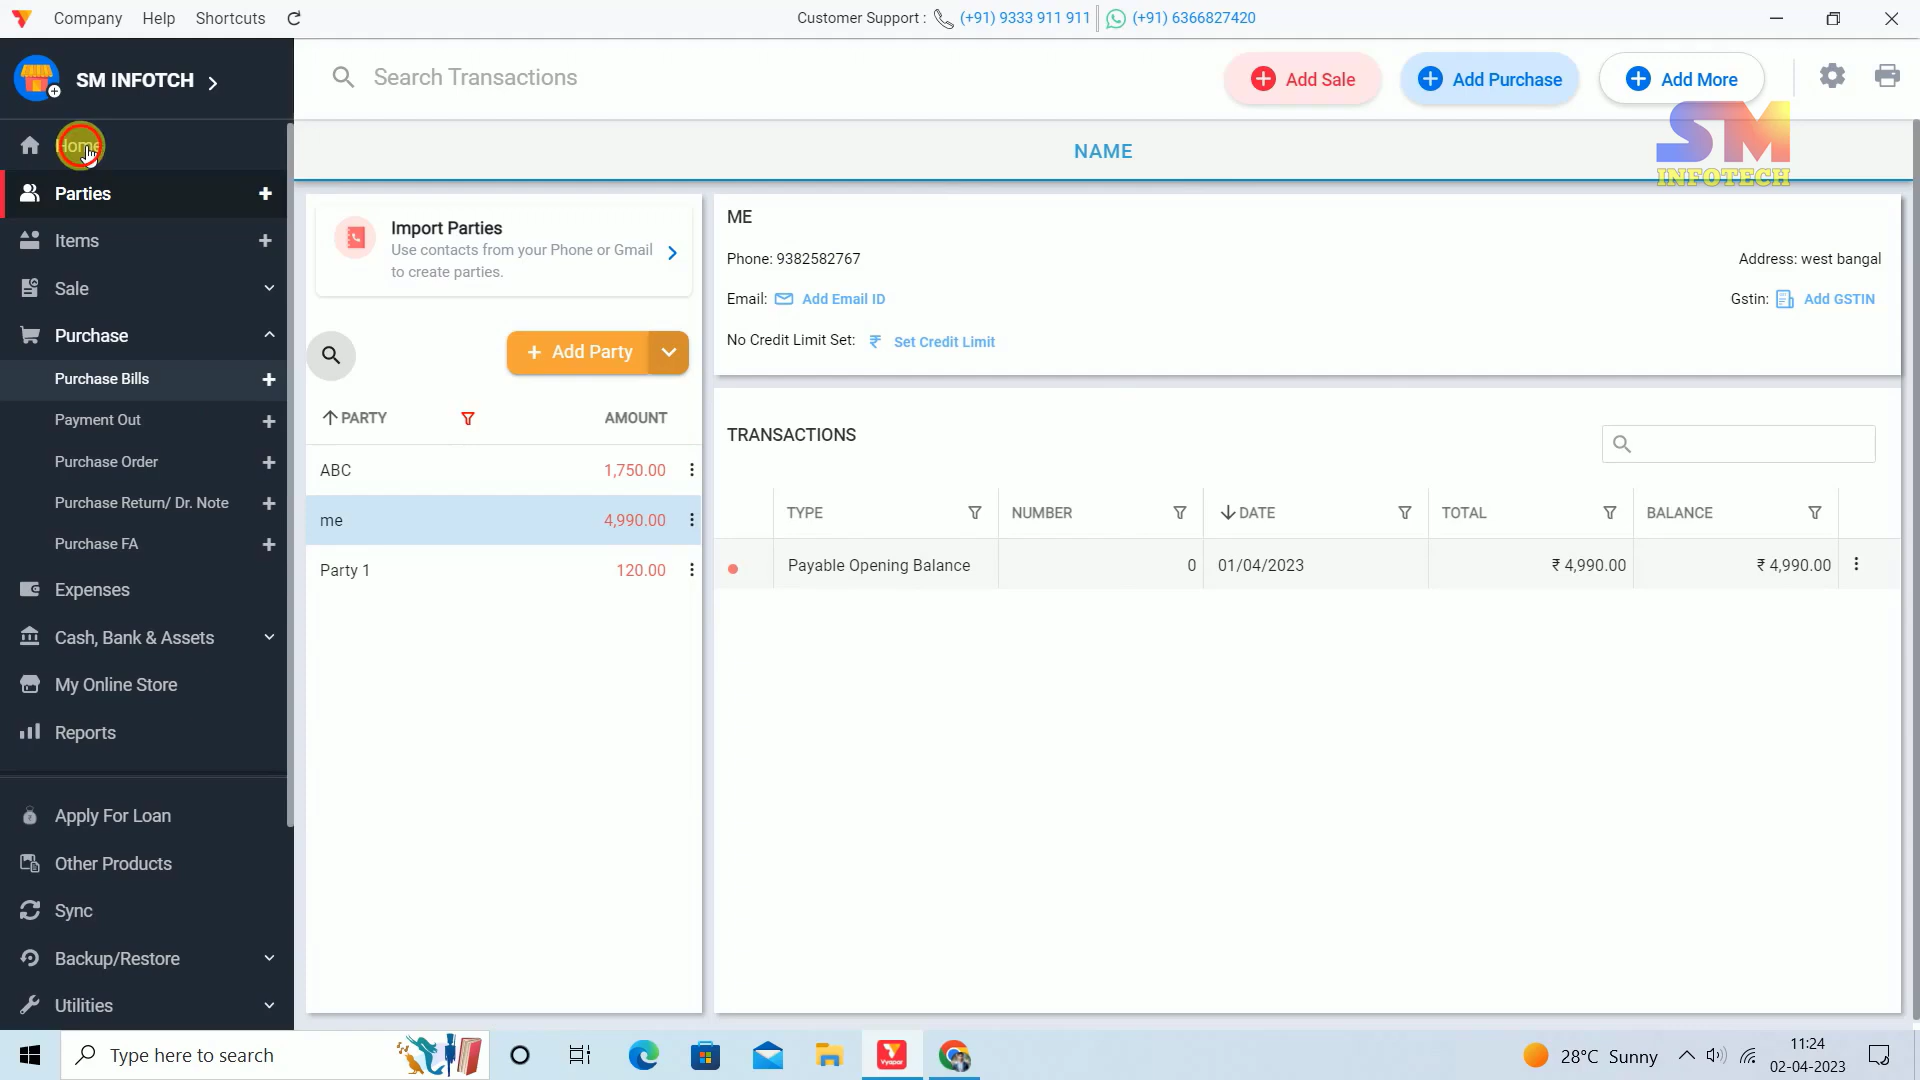 Company Help Shortcuts
Customer Support : (+91) 9333 911 911 (+91) 6366827420
SM INFOTCH
Search Transactions
Add Sale
Add Purchase
Add More
SM
INFOTECH
Home
Parties
Items
Sale
Purchase
Purchase Bills
Payment Out
Purchase Order
Purchase Return/ Dr. Note
Purchase FA
Expenses
Cash, Bank & Assets
My Online Store
Reports
Apply For Loan
Other Products
Sync
Backup/Restore
Utilities
NAME
Import Parties
Use contacts from your Phone or Gmail
to create parties.
+ Add Party
PARTY AMOUNT
ABC 1,750.00
me 4,990.00
Party 1 120.00
ME
Phone: 9382582767
Address: west bangal
Email: Add Email ID
Gstin: Add GSTIN
No Credit Limit Set: ₹ Set Credit Limit
TRANSACTIONS
TYPE NUMBER DATE TOTAL BALANCE
Payable Opening Balance 0 01/04/2023 ₹ 4,990.00 ₹ 4,990.00
Type here to search
Vyapar
28°C Sunny
11:24
02-04-2023